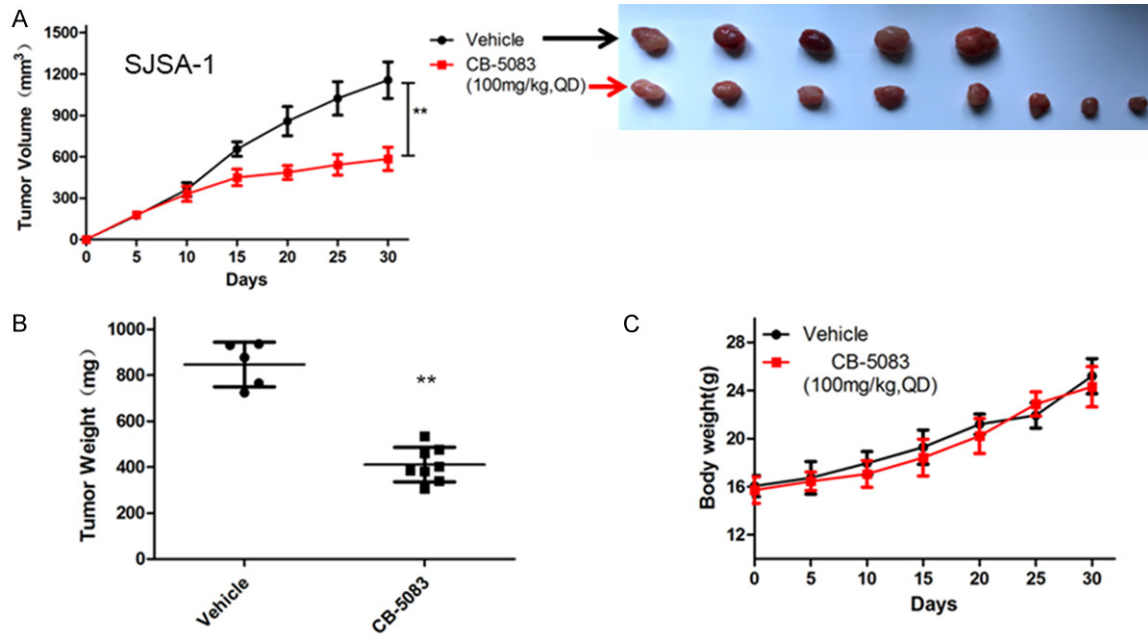 A
Tumor Volume (mm³)
1500
1200
900
600
300
0
SJSA-1
Vehicle
CB-5083
(100mg/kg,QD)
**
0 5 10 15 20 25 30
Days
B
Tumor Weight (mg)
1000
800
600
400
200
0
**
Vehicle
CB-5083
C
Body weight(g)
28
24
20
16
12
Vehicle
CB-5083
(100mg/kg,QD)
0 5 10 15 20 25 30
Days